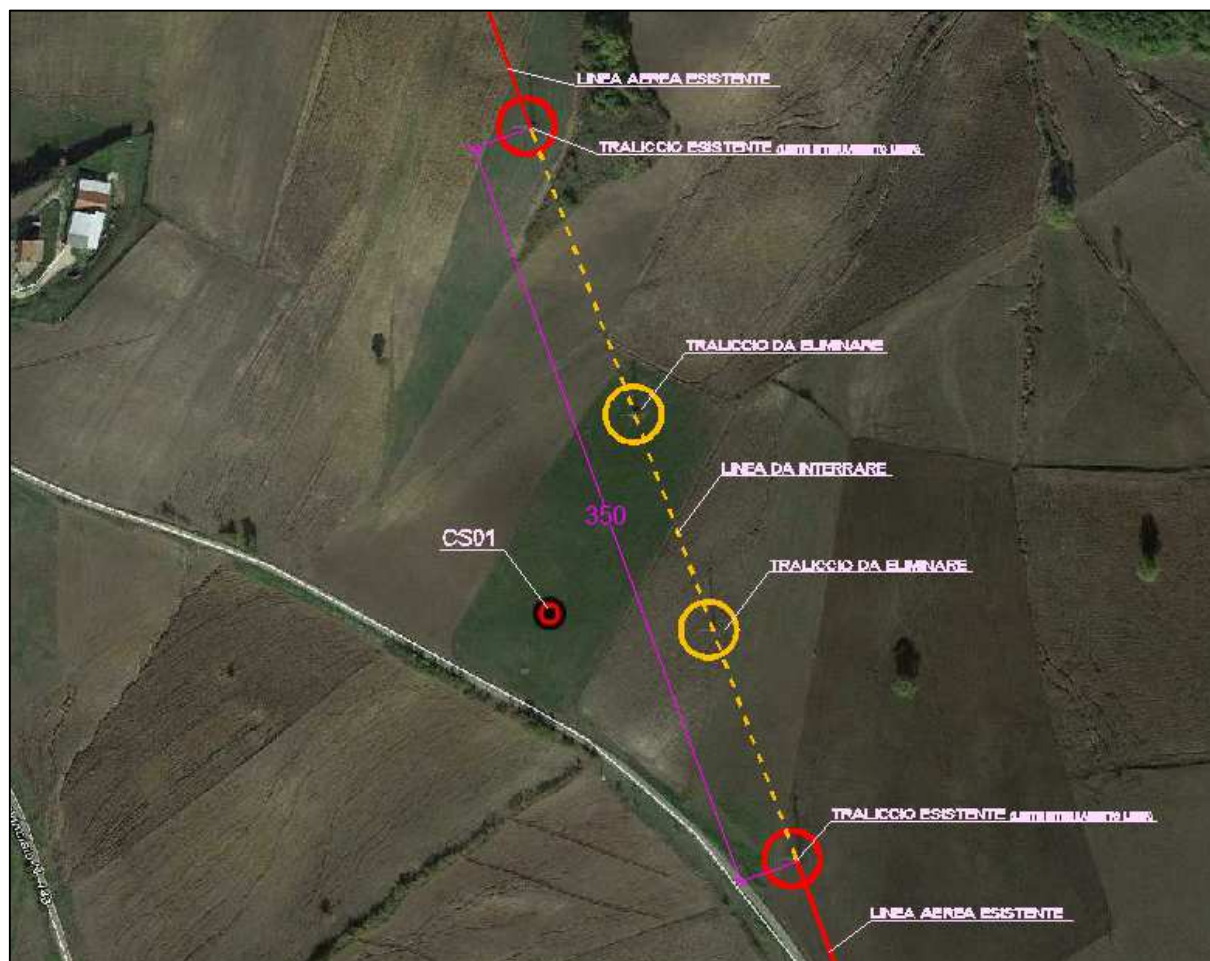 LINEA AEREA ESISTENTE
TRALICCIO ESISTENTE
TRALICCIO DA ELIMINARE
LINEA DA INTERRARE
350
CS01
TRALICCIO DA ELIMINARE
TRALICCIO ESISTENTE
LINEA AEREA ESISTENTE